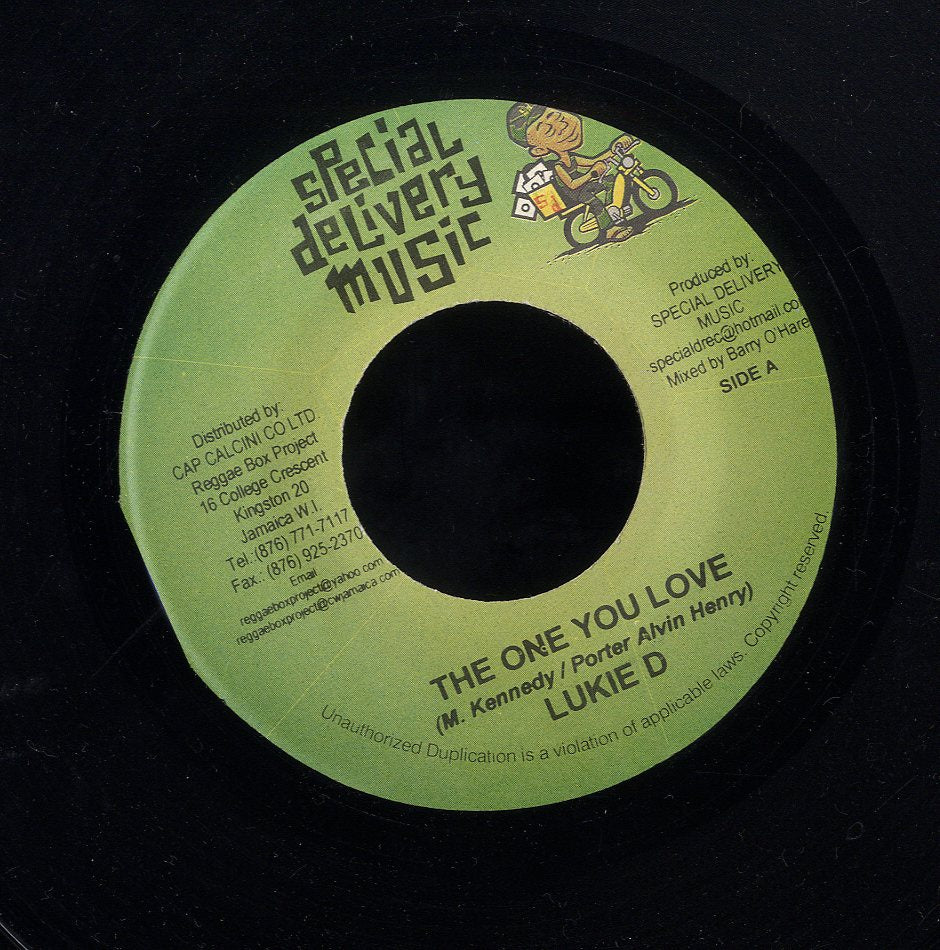 special
delivery
music
Produced by:
SPECIAL DELIVERY
MUSIC
specialdrec@hotmail.co
Mixed by Barry O'Hare
SIDE A
Distributed by:
CAP CALCINI CO LTD
Reggae Box Project
16 College Crescent
Kingston 20
Jamaica W.I.
Tel.:(876) 771-7117
Fax.: (876) 925-2370
Email
reggaeboxproject@yahoo.com
reggaeboxproject@cwjamaica.com
THE ONE YOU LOVE
(M. Kennedy / Porter Alvin Henry)
LUKIE D
Unauthorized Duplication is a violation of applicable laws. Copyright reserved.